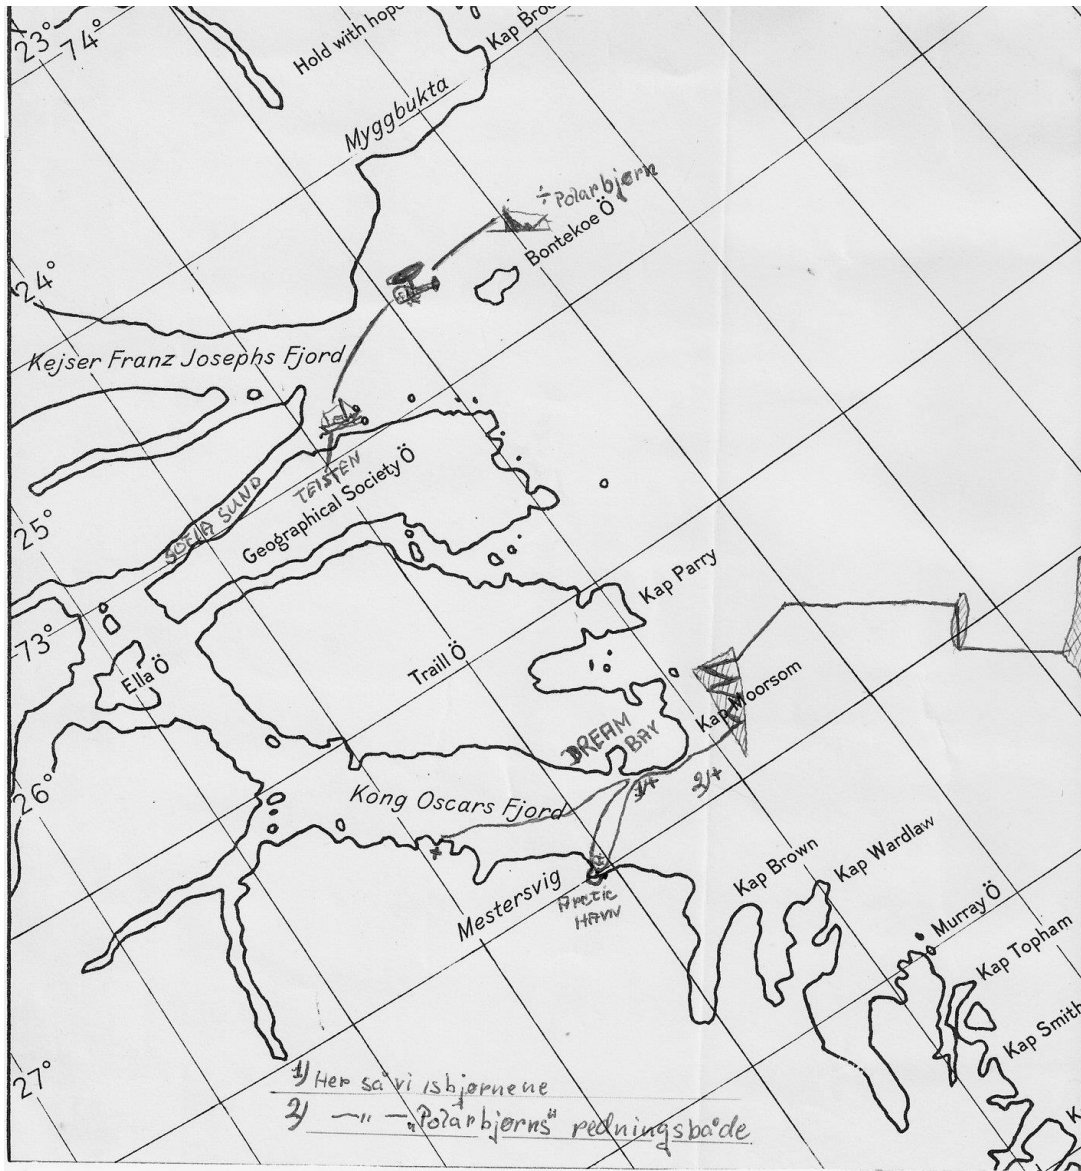 23°
74°
Hold with hope
Kap Bro
Myggbukta
÷ Polarbjørn
Bontekoe Ö
24°
Kejser Franz Josephs Fjord
TEISTEN
SOFIA SUND
Geographical Society Ö
25°
Kap Parry
73°
Ella Ö
Traill Ö
Kap Moorsom
DREAM
BAY
26°
Kong Oscars Fjord
1/+
2/+
Kap Brown
Kap Wardlaw
Mestersvig
Arctic
HAVN
Murray Ö
Kap Topham
Kap Smith
27°
1) Her så vi isbjørnene
2) —"— „Polarbjørns" redningsbåde
K